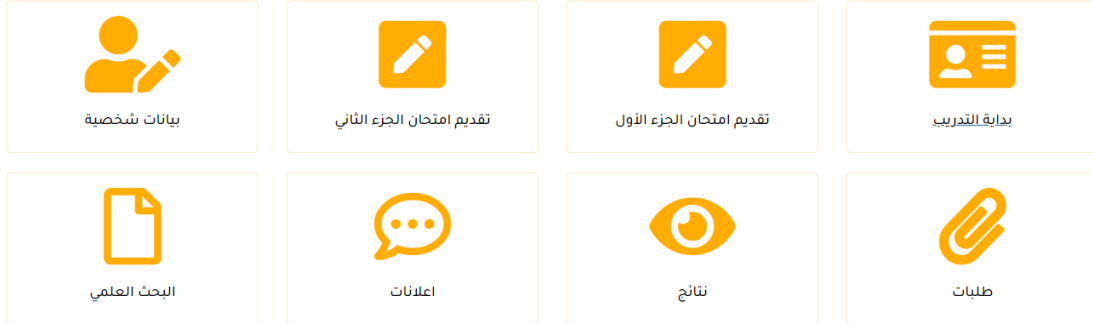 بداية التدريب
تقديم امتحان الجزء الأول
تقديم امتحان الجزء الثاني
بيانات شخصية
طلبات
نتائج
اعلانات
البحث العلمي